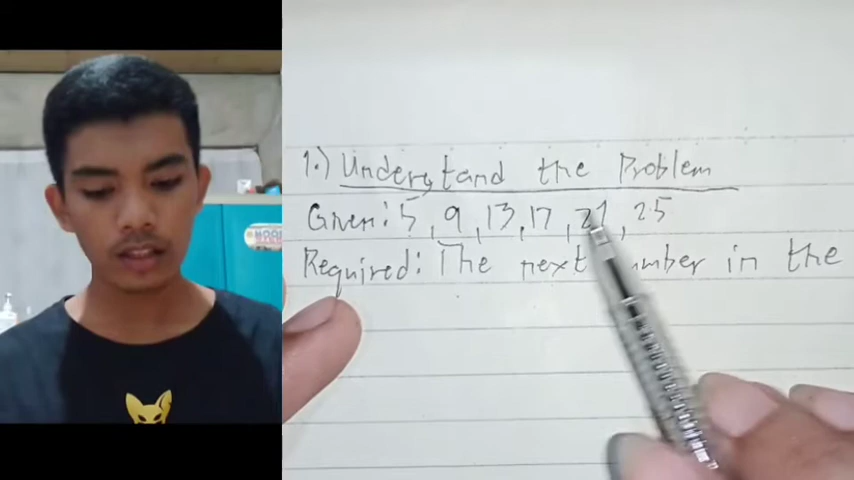 1.) Understand the Problem
Given: 5, 9, 13, 17, 21, 25
Required: The next number in the